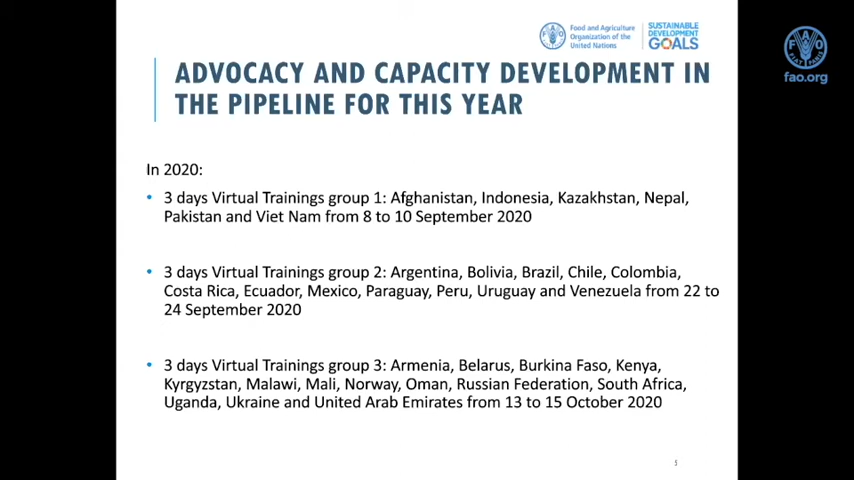 Food and Agriculture
Organization of the
United Nations
SUSTAINABLE
DEVELOPMENT
GOALS
fao.org
ADVOCACY AND CAPACITY DEVELOPMENT IN
THE PIPELINE FOR THIS YEAR
In 2020:
• 3 days Virtual Trainings group 1: Afghanistan, Indonesia, Kazakhstan, Nepal,
Pakistan and Viet Nam from 8 to 10 September 2020
• 3 days Virtual Trainings group 2: Argentina, Bolivia, Brazil, Chile, Colombia,
Costa Rica, Ecuador, Mexico, Paraguay, Peru, Uruguay and Venezuela from 22 to
24 September 2020
• 3 days Virtual Trainings group 3: Armenia, Belarus, Burkina Faso, Kenya,
Kyrgyzstan, Malawi, Mali, Norway, Oman, Russian Federation, South Africa,
Uganda, Ukraine and United Arab Emirates from 13 to 15 October 2020
5